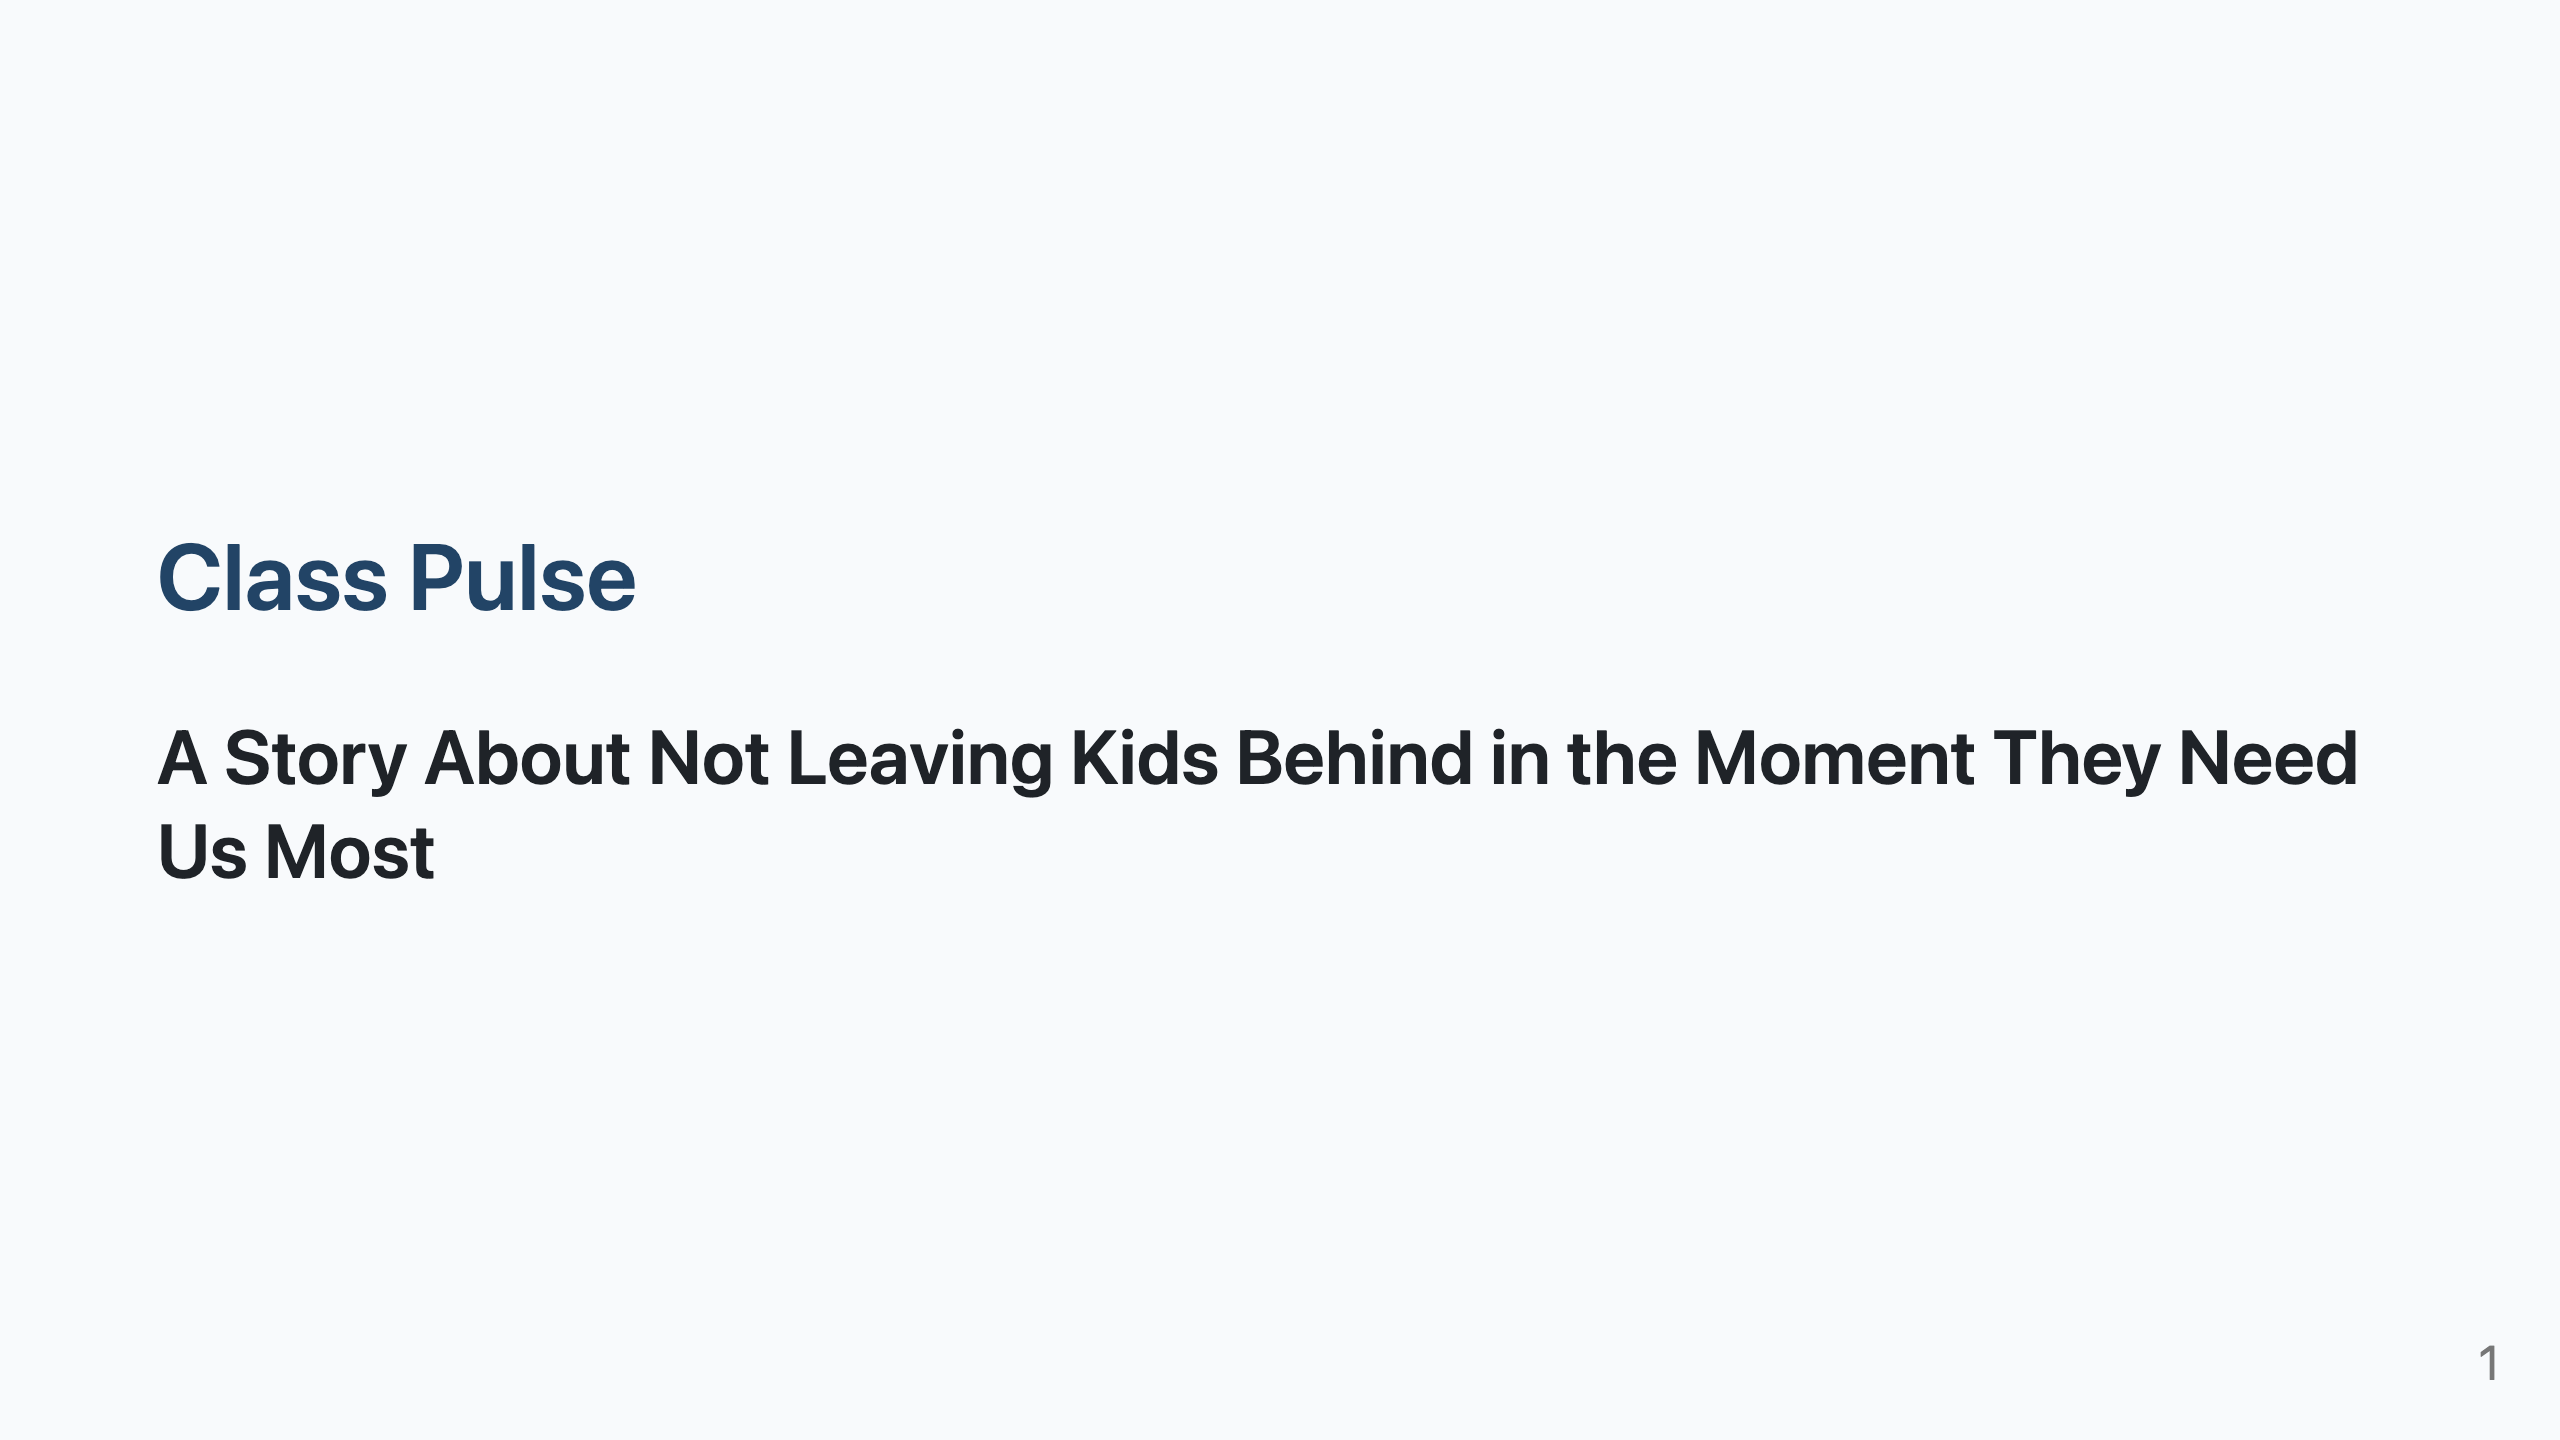 Class Pulse
A Story About Not Leaving Kids Behind in the Moment They Need
Us Most
1